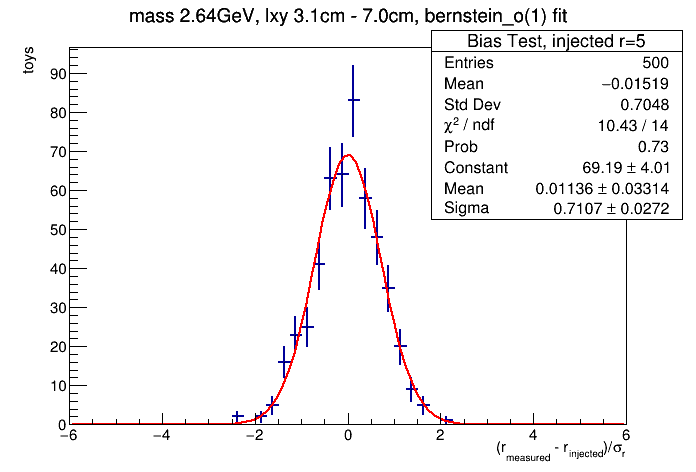 mass 2.64GeV, lxy 3.1cm - 7.0cm, bernstein_o(1) fit
toys
Bias Test, injected r=5
Entries 500
Mean −0.01519
Std Dev 0.7048
χ² / ndf 10.43 / 14
Prob 0.73
Constant 69.19 ± 4.01
Mean 0.01136 ± 0.03314
Sigma 0.7107 ± 0.0272
90
80
70
60
50
40
30
20
10
0
−6 −4 −2 0 2 4 6
(r_measured - r_injected)/σ_r